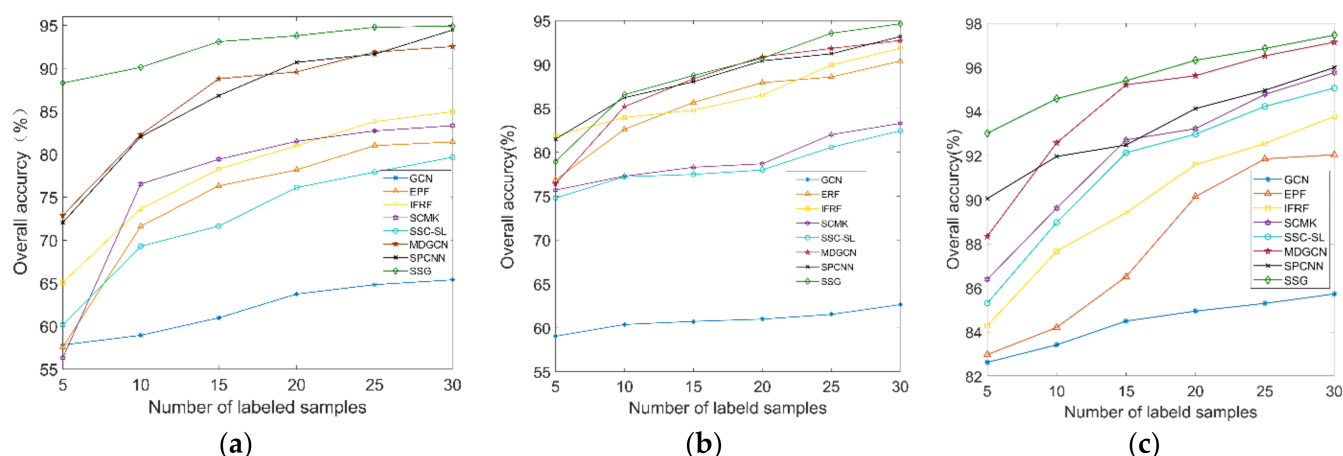 95
90
85
80
75
70
65
60
55
5 10 15 20 25 30
Overall accurcy (%)
Number of labeled samples
GCN
EPF
IFRF
SCMK
SSC-SL
MDGCN
SPCNN
SSG
(a)
95
90
85
80
75
70
65
60
55
5 10 15 20 25 30
Overall accurcy(%)
Number of labeld samples
GCN
ERF
IFRF
SCMK
SSC-SL
MDGCN
SPCNN
SSG
(b)
98
96
94
92
90
88
86
84
82
5 10 15 20 25 30
Overall accurcy(%)
Number of labeld samples
GCN
EPF
IFRF
SCMK
SSC-SL
MDGCN
SPCNN
SSG
(c)